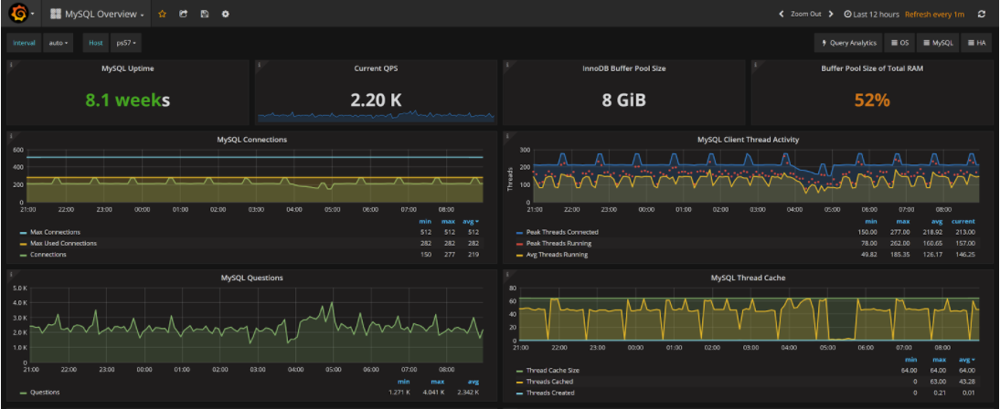 MySQL Overview
Zoom Out Last 12 hours Refresh every 1m
Interval auto Host ps57 Query Analytics OS MySQL HA
MySQL Uptime
8.1 weeks
Current QPS
2.20 K
InnoDB Buffer Pool Size
8 GiB
Buffer Pool Size of Total RAM
52%
MySQL Connections
600
400
200
0
21:00 22:00 23:00 00:00 01:00 02:00 03:00 04:00 05:00 06:00 07:00 08:00
min max avg
Max Connections 512 512 512
Max Used Connections 282 282 282
Connections 150 277 219
MySQL Client Thread Activity
Threads
300
200
100
0
21:00 22:00 23:00 00:00 01:00 02:00 03:00 04:00 05:00 06:00 07:00 08:00
min max avg current
Peak Threads Connected 150.00 277.00 218.92 213.00
Peak Threads Running 78.00 262.00 160.65 157.00
Avg Threads Running 49.82 185.35 126.17 146.25
MySQL Questions
5.0 K
4.0 K
3.0 K
2.0 K
1.0 K
0
21:00 22:00 23:00 00:00 01:00 02:00 03:00 04:00 05:00 06:00 07:00 08:00
min max avg
Questions 1.271 K 4.041 K 2.342 K
MySQL Thread Cache
80
60
40
20
0
21:00 22:00 23:00 00:00 01:00 02:00 03:00 04:00 05:00 06:00 07:00 08:00
min max avg
Thread Cache Size 64.00 64.00 64.00
Threads Cached 0 63.00 43.28
Threads Created 0 0.21 0.01